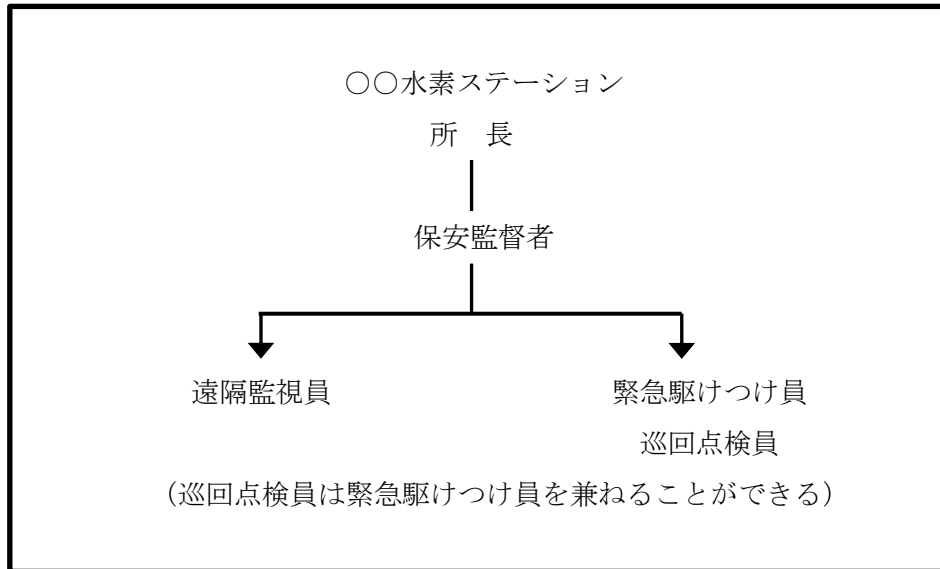 ○○水素ステーション
所　長
保安監督者
遠隔監視員
緊急駆けつけ員
巡回点検員
（巡回点検員は緊急駆けつけ員を兼ねることができる）